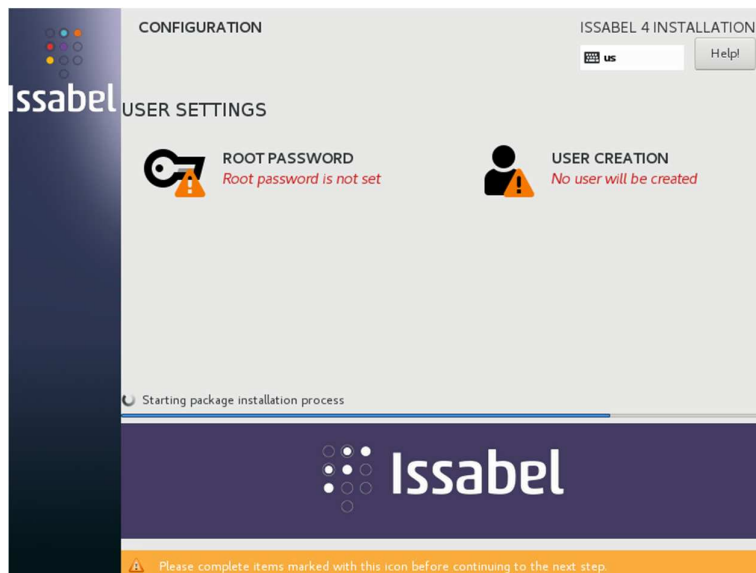 CONFIGURATION
ISSABEL 4 INSTALLATION
us
Help!
Issabel
USER SETTINGS
ROOT PASSWORD
Root password is not set
USER CREATION
No user will be created
Starting package installation process
Issabel
Please complete items marked with this icon before continuing to the next step.